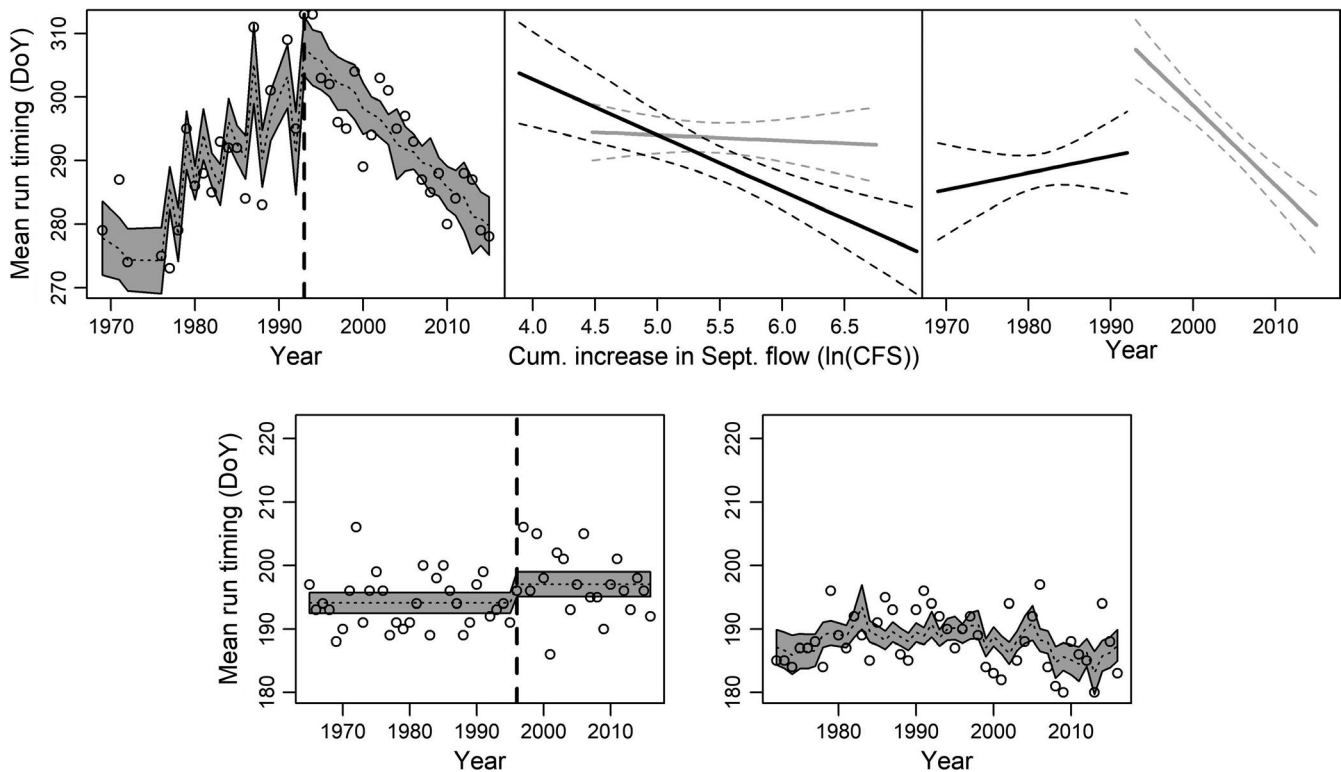 Mean run timing (DoY)
310
300
290
280
270
1970 1980 1990 2000 2010
Year
4.0 4.5 5.0 5.5 6.0 6.5
Cum. increase in Sept. flow (ln(CFS))
1970 1980 1990 2000 2010
Year
Mean run timing (DoY)
220
210
200
190
180
1970 1980 1990 2000 2010
Year
220
210
200
190
180
1980 1990 2000 2010
Year